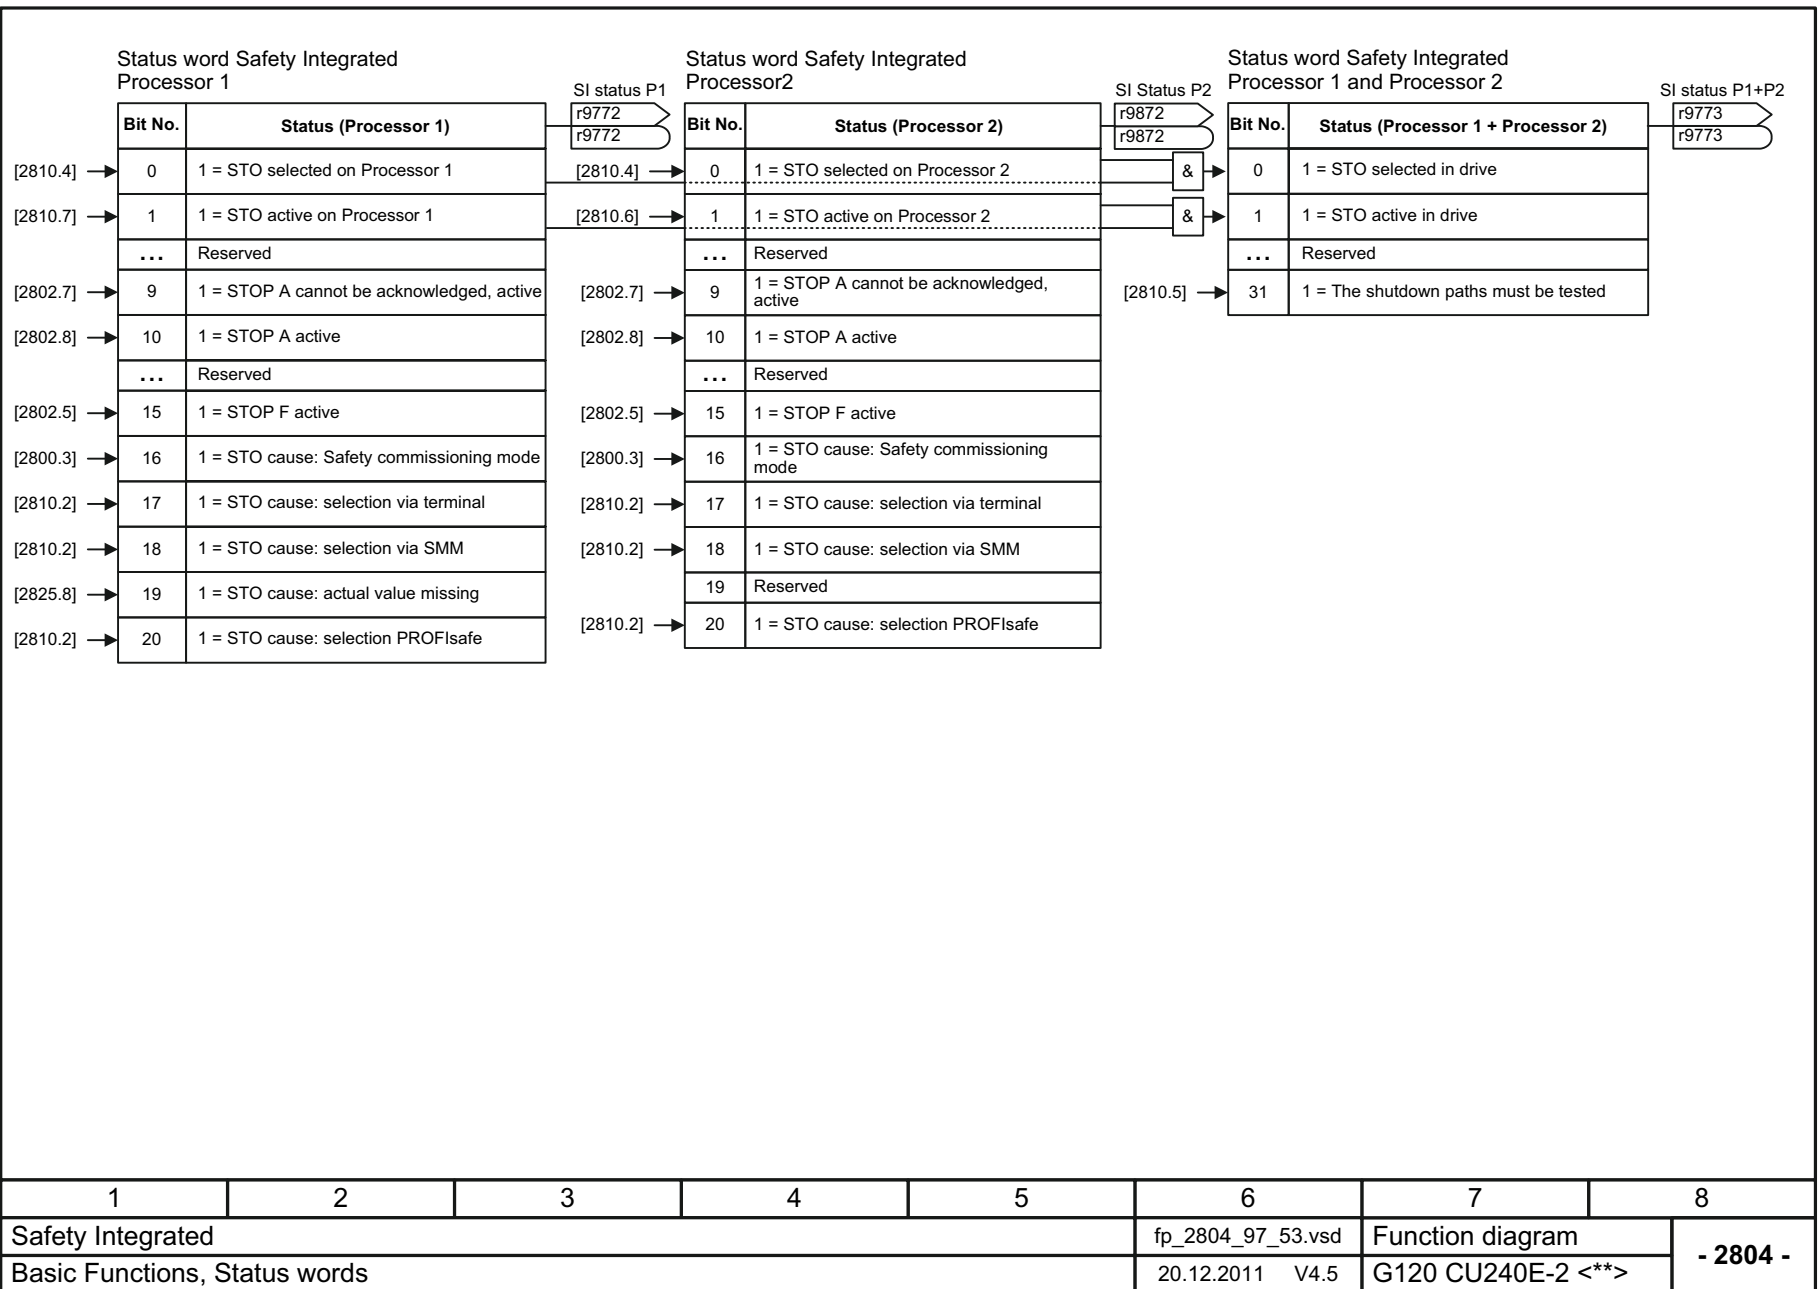 Status word Safety Integrated
Processor 1
SI status P1
r9772
r9772
Bit No. Status (Processor 1)
[2810.4] 0 1 = STO selected on Processor 1
[2810.7] 1 1 = STO active on Processor 1
... Reserved
[2802.7] 9 1 = STOP A cannot be acknowledged, active
[2802.8] 10 1 = STOP A active
... Reserved
[2802.5] 15 1 = STOP F active
[2800.3] 16 1 = STO cause: Safety commissioning mode
[2810.2] 17 1 = STO cause: selection via terminal
[2810.2] 18 1 = STO cause: selection via SMM
[2825.8] 19 1 = STO cause: actual value missing
[2810.2] 20 1 = STO cause: selection PROFIsafe
Status word Safety Integrated
Processor2
SI Status P2
r9872
r9872
Bit No. Status (Processor 2)
[2810.4] 0 1 = STO selected on Processor 2
[2810.6] 1 1 = STO active on Processor 2
... Reserved
[2802.7] 9 1 = STOP A cannot be acknowledged,
active
[2802.8] 10 1 = STOP A active
... Reserved
[2802.5] 15 1 = STOP F active
[2800.3] 16 1 = STO cause: Safety commissioning
mode
[2810.2] 17 1 = STO cause: selection via terminal
[2810.2] 18 1 = STO cause: selection via SMM
19 Reserved
[2810.2] 20 1 = STO cause: selection PROFIsafe
Status word Safety Integrated
Processor 1 and Processor 2
SI status P1+P2
r9773
r9773
Bit No. Status (Processor 1 + Processor 2)
& 0 1 = STO selected in drive
& 1 1 = STO active in drive
... Reserved
[2810.5] 31 1 = The shutdown paths must be tested
1 2 3 4 5 6 7 8
Safety Integrated fp_2804_97_53.vsd Function diagram
- 2804 -
Basic Functions, Status words 20.12.2011 V4.5 G120 CU240E-2 <**>